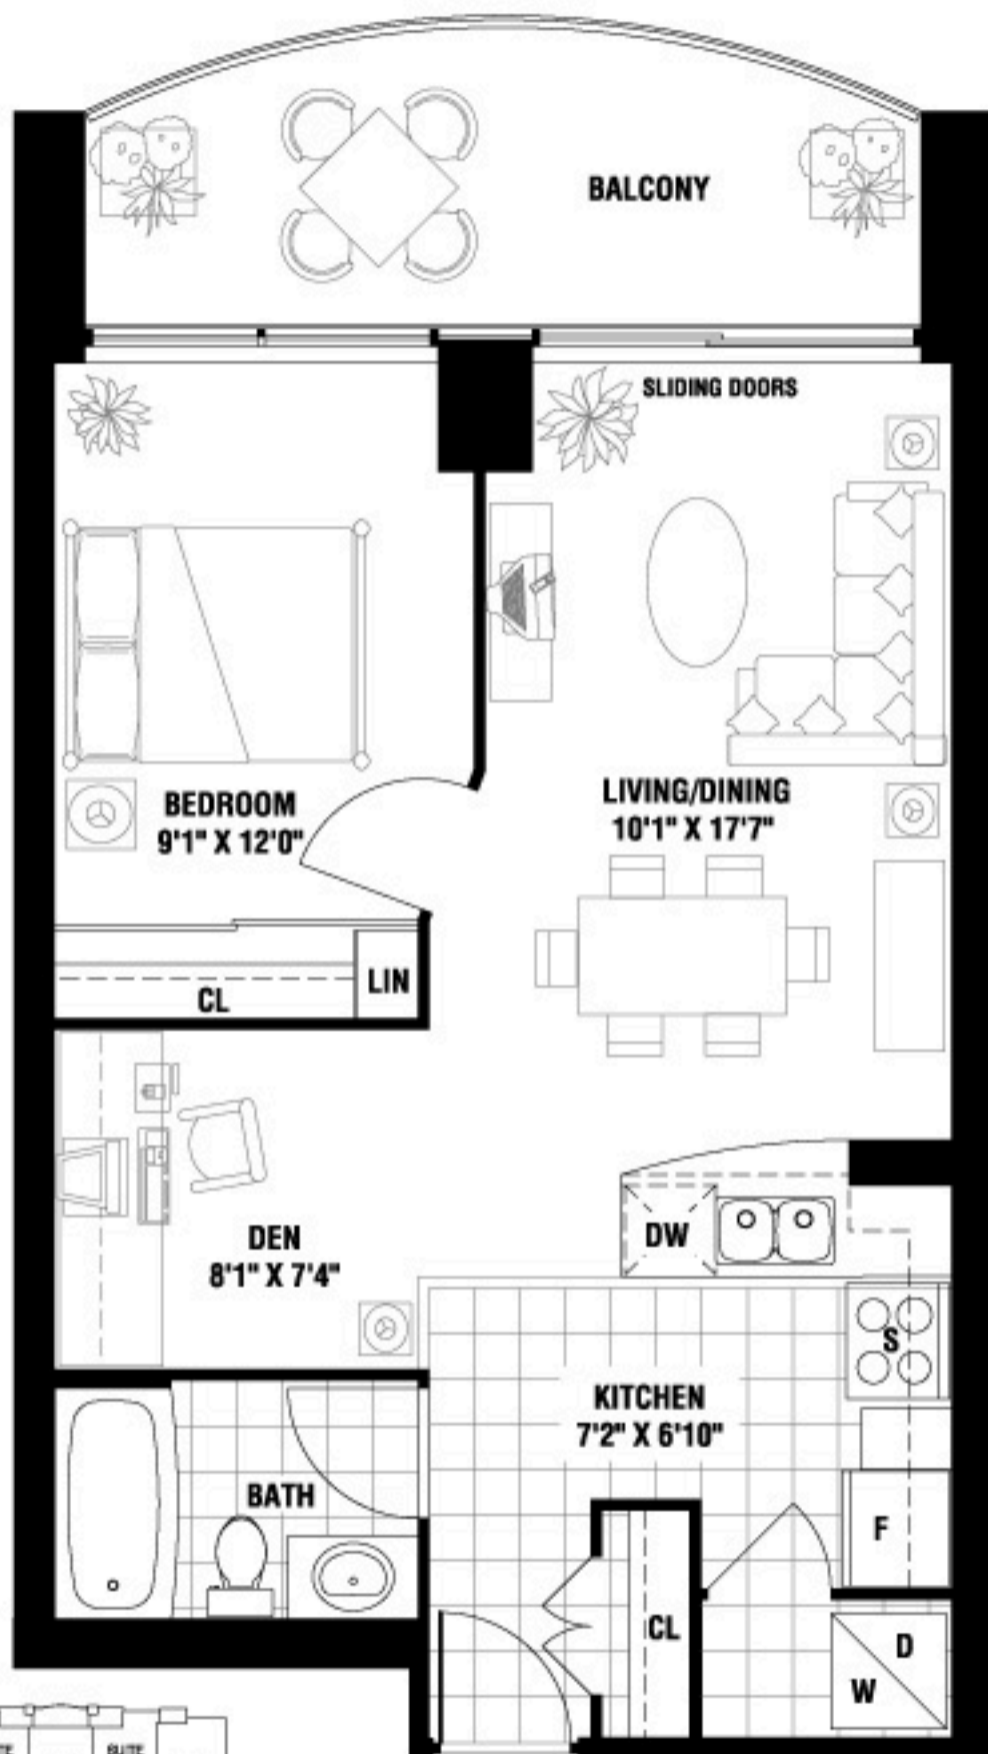 BALCONY
SLIDING DOORS
BEDROOM
9'1" X 12'0"
LIVING/DINING
10'1" X 17'7"
LIN
CL
DEN
8'1" X 7'4"
DW
S
KITCHEN
7'2" X 6'10"
BATH
F
CL
D
W
SUITE